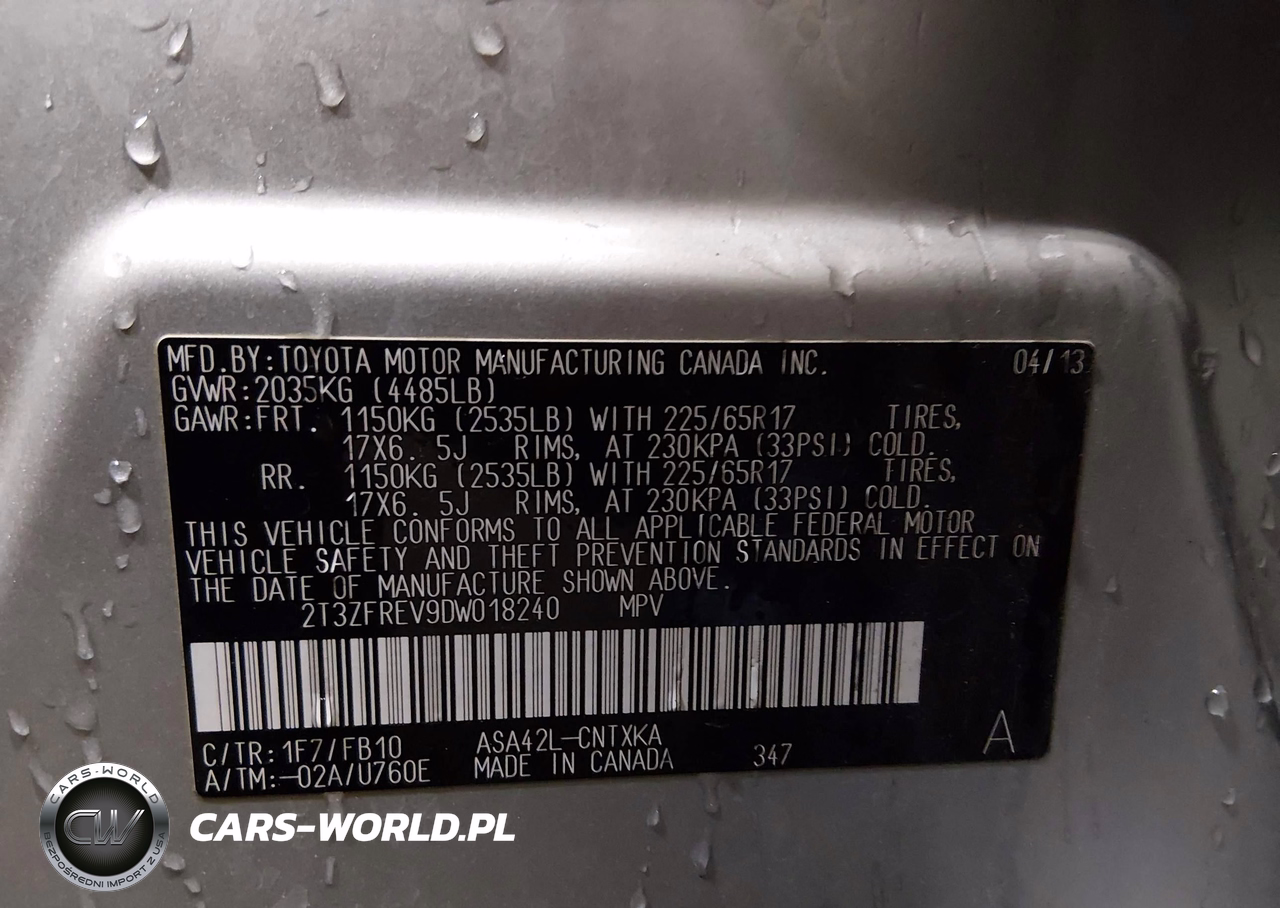 MFD.BY:TOYOTA MOTOR MANUFACTURING CANADA INC. 04/13
GVWR:2035KG (4485LB)
GAWR:FRT. 1150KG (2535LB) WITH 225/65R17 TIRES,
17X6. 5J RIMS, AT 230KPA (33PSI) COLD.
RR. 1150KG (2535LB) WITH 225/65R17 TIRES,
17X6. 5J RIMS, AT 230KPA (33PSI) COLD.
THIS VEHICLE CONFORMS TO ALL APPLICABLE FEDERAL MOTOR
VEHICLE SAFETY AND THEFT PREVENTION STANDARDS IN EFFECT ON
THE DATE OF MANUFACTURE SHOWN ABOVE.
2T3ZFREV9DW018240 MPV
C/TR:1F7/FB10 ASA42L-CNTXKA
A/TM:-02A/U760E MADE IN CANADA 347 A
CARS-WORLD
CW
BEZPOŚREDNI IMPORT Z USA
CARS-WORLD.PL